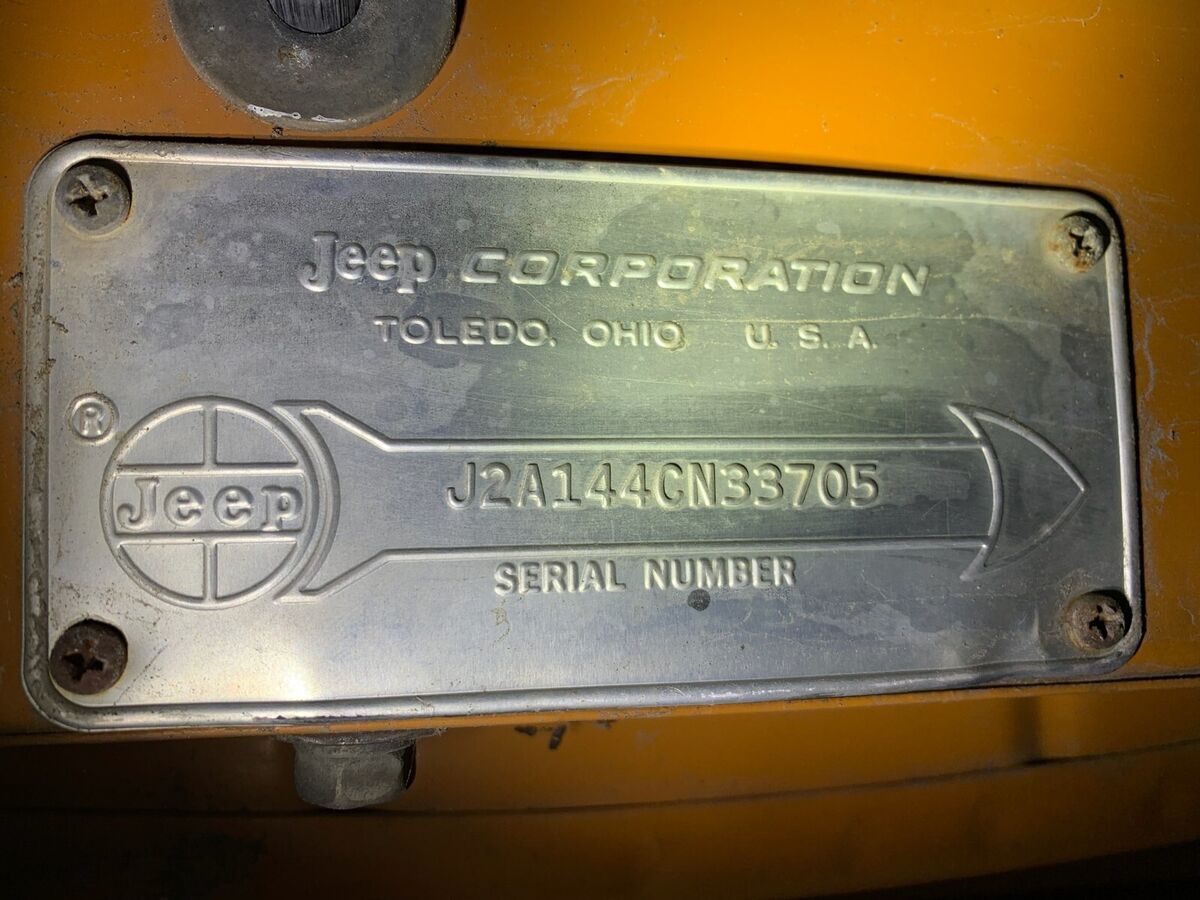 Jeep CORPORATION
TOLEDO, OHIO U. S. A.
®
Jeep
J2A144CN33705
SERIAL NUMBER